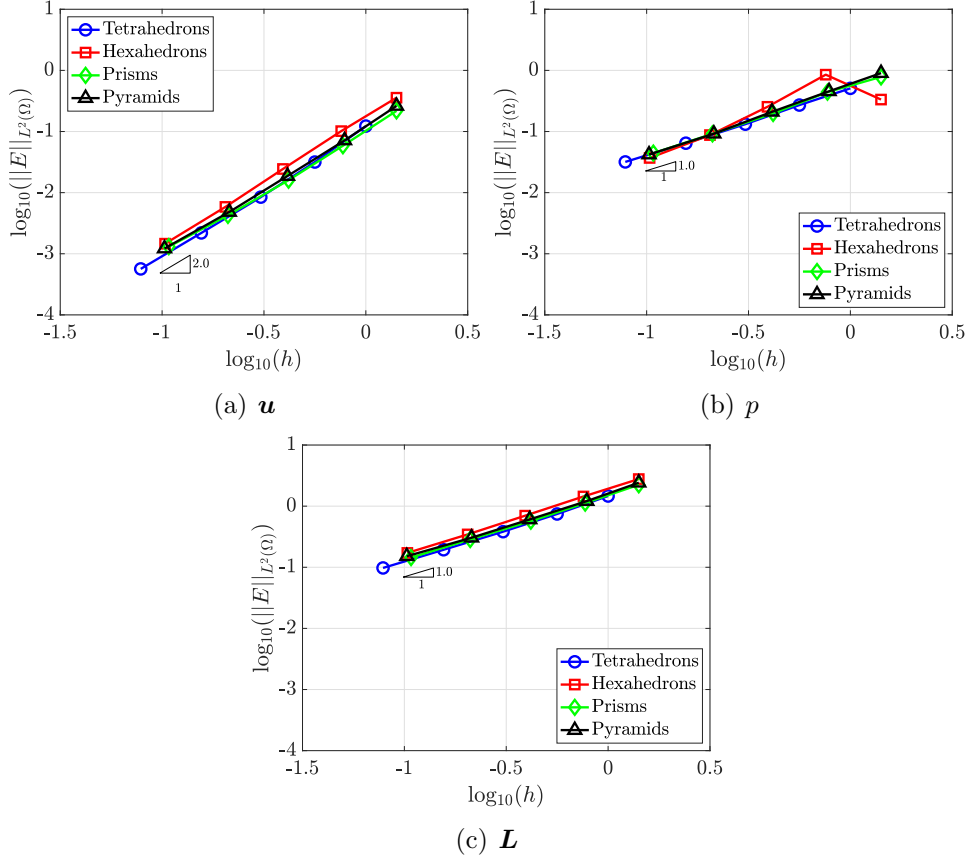 1
0
-1
-2
-3
-4
log₁₀(||E||_{L²(Ω)})
Tetrahedrons
Hexahedrons
Prisms
Pyramids
2.0
1
-1.5 -1 -0.5 0 0.5
log₁₀(h)
(a) u
1
0
-1
-2
-3
-4
log₁₀(||E||_{L²(Ω)})
1.0
1
Tetrahedrons
Hexahedrons
Prisms
Pyramids
-1.5 -1 -0.5 0 0.5
log₁₀(h)
(b) p
1
0
-1
-2
-3
-4
log₁₀(||E||_{L²(Ω)})
1.0
1
Tetrahedrons
Hexahedrons
Prisms
Pyramids
-1.5 -1 -0.5 0 0.5
log₁₀(h)
(c) L